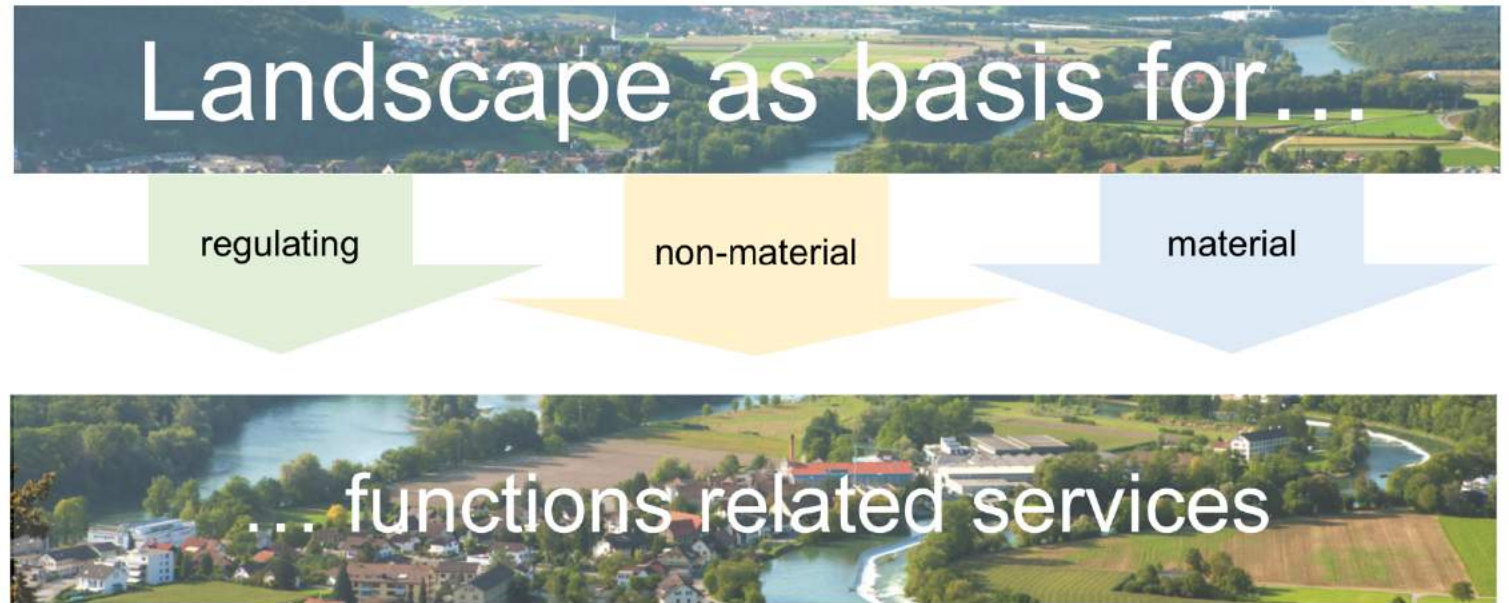 Landscape as basis for...
regulating
non-material
material
... functions related services